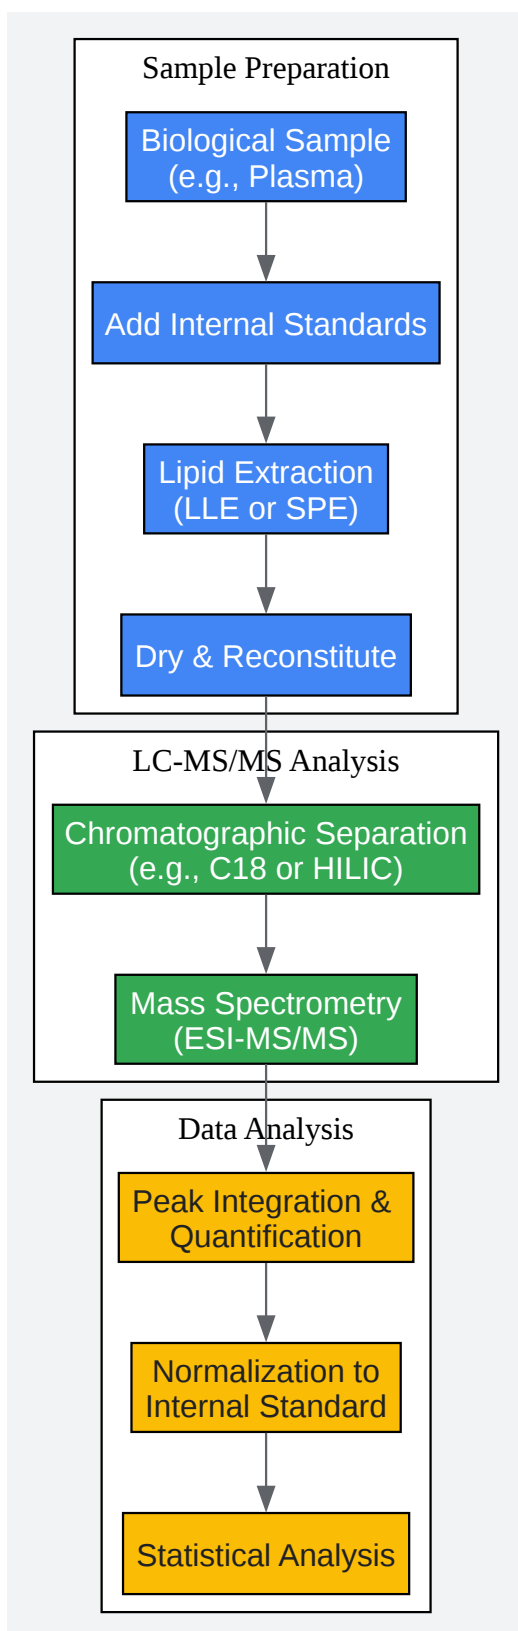 Sample Preparation
Biological Sample
(e.g., Plasma)
Add Internal Standards
Lipid Extraction
(LLE or SPE)
Dry & Reconstitute
LC-MS/MS Analysis
Chromatographic Separation
(e.g., C18 or HILIC)
Mass Spectrometry
(ESI-MS/MS)
Data Analysis
Peak Integration &
Quantification
Normalization to
Internal Standard
Statistical Analysis